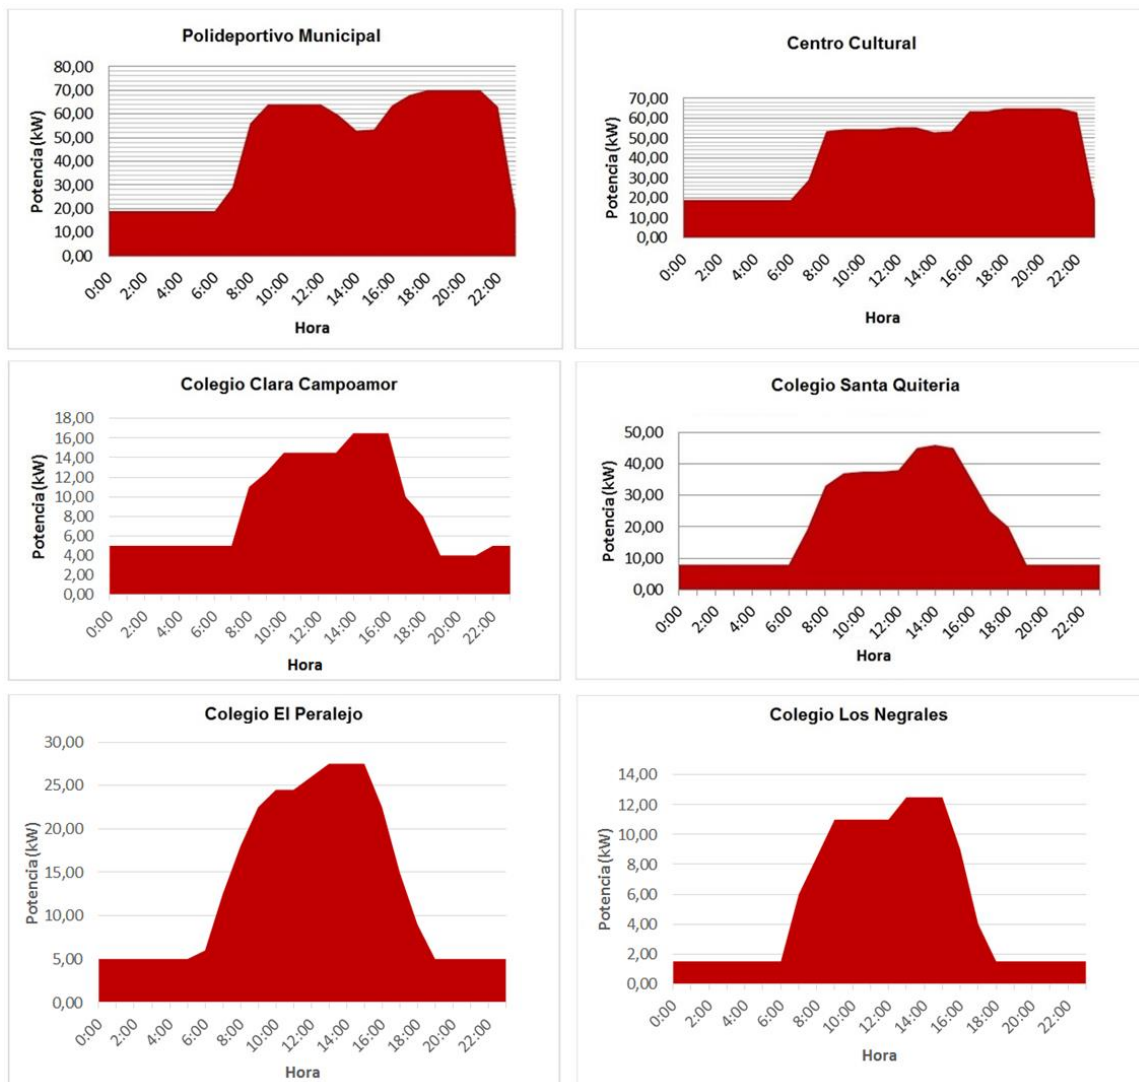 Polideportivo Municipal
80,00
70,00
60,00
50,00
40,00
30,00
20,00
10,00
0,00
Potencia (kW)
0:00 2:00 4:00 6:00 8:00 10:00 12:00 14:00 16:00 18:00 20:00 22:00
Hora
Centro Cultural
70,00
60,00
50,00
40,00
30,00
20,00
10,00
0,00
Potencia (kW)
0:00 2:00 4:00 6:00 8:00 10:00 12:00 14:00 16:00 18:00 20:00 22:00
Hora
Colegio Clara Campoamor
18,00
16,00
14,00
12,00
10,00
8,00
6,00
4,00
2,00
0,00
Potencia (kW)
0:00 2:00 4:00 6:00 8:00 10:00 12:00 14:00 16:00 18:00 20:00 22:00
Hora
Colegio Santa Quiteria
50,00
40,00
30,00
20,00
10,00
0,00
Potencia (kW)
0:00 2:00 4:00 6:00 8:00 10:00 12:00 14:00 16:00 18:00 20:00 22:00
Hora
Colegio El Peralejo
30,00
25,00
20,00
15,00
10,00
5,00
0,00
Potencia (kW)
0:00 2:00 4:00 6:00 8:00 10:00 12:00 14:00 16:00 18:00 20:00 22:00
Hora
Colegio Los Negrales
14,00
12,00
10,00
8,00
6,00
4,00
2,00
0,00
Potencia (kW)
0:00 2:00 4:00 6:00 8:00 10:00 12:00 14:00 16:00 18:00 20:00 22:00
Hora